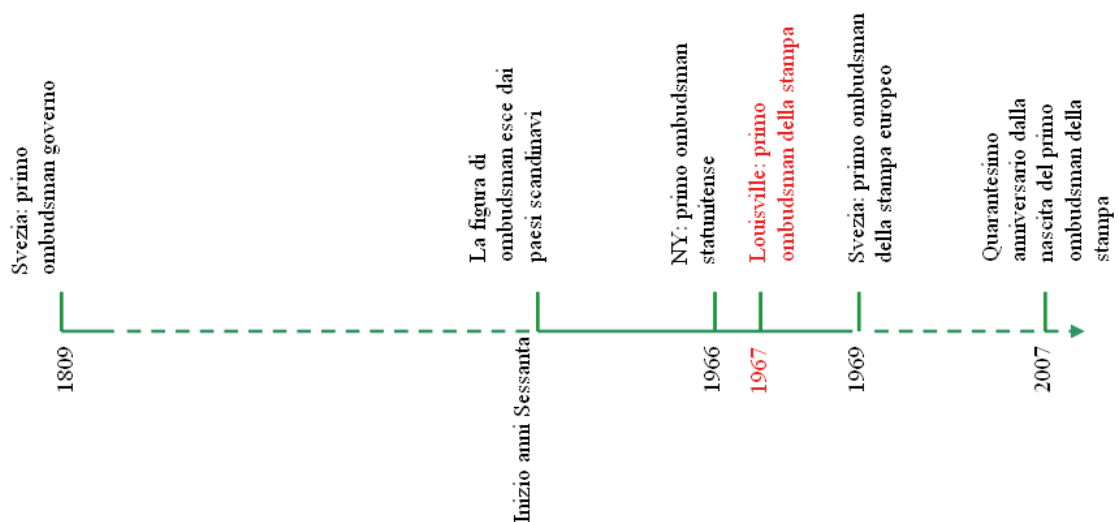 1809
Svezia: primo
ombudsman governo
Inizio anni Sessanta
La figura di
ombudsman esce dai
paesi scandinavi
1966
NY: primo ombudsman
statunitense
1967
Louisville: primo
ombudsman della stampa
1969
Svezia: primo ombudsman
della stampa europeo
2007
Quarantesimo
anniversario dalla
nascita del primo
ombudsman della
stampa